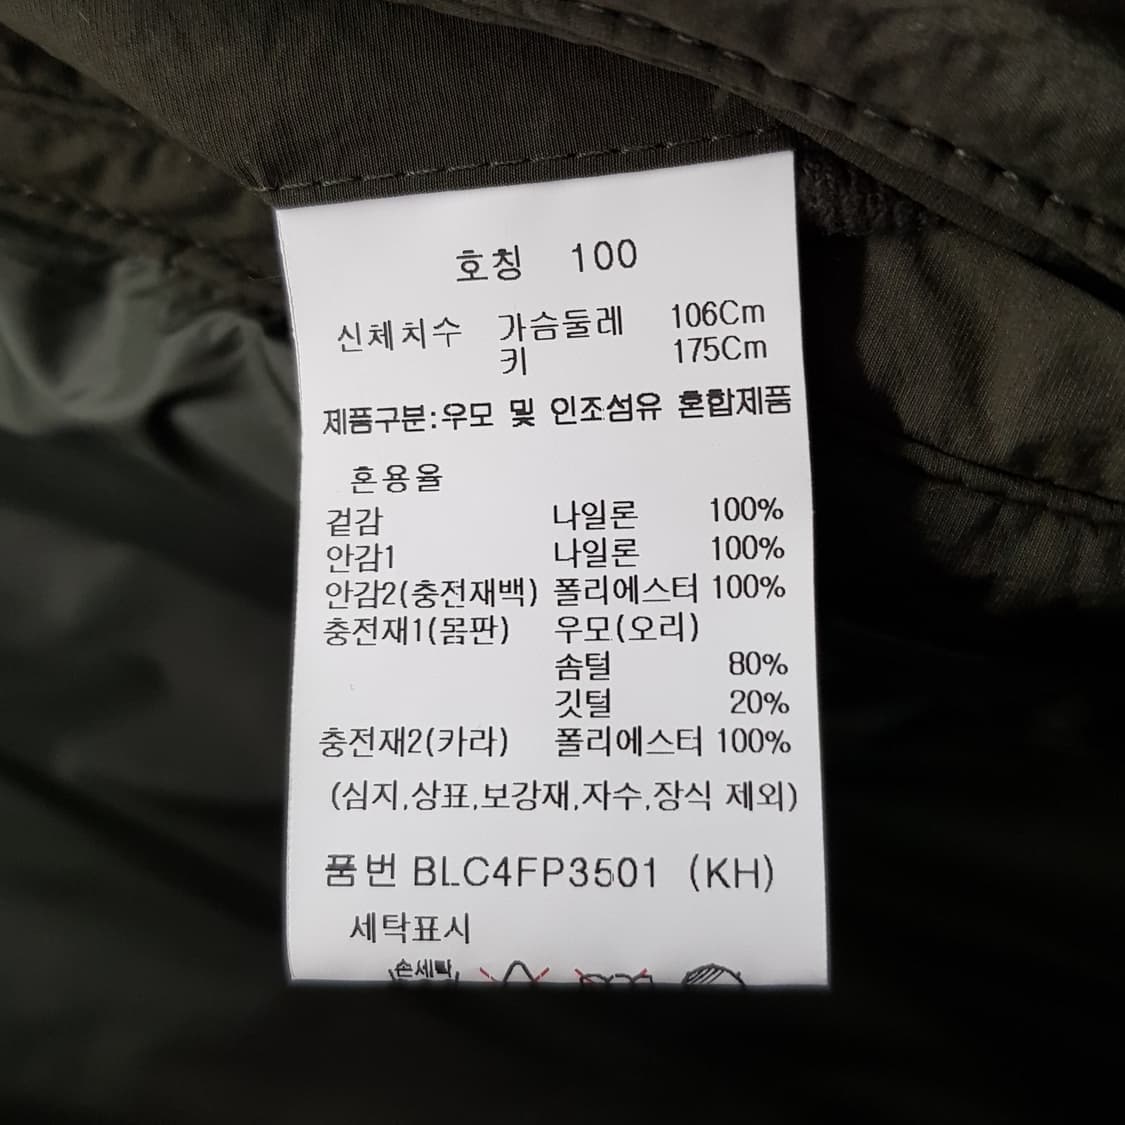 호칭 100
신체치수 가슴둘레 106Cm
키 175Cm
제품구분:우모 및 인조섬유 혼합제품
혼용율
겉감 나일론 100%
안감1 나일론 100%
안감2(충전재백) 폴리에스터 100%
충전재1(몸판) 우모(오리)
솜털 80%
깃털 20%
충전재2(카라) 폴리에스터 100%
(심지,상표,보강재,자수,장식 제외)
품번 BLC4FP3501 (KH)
세탁표시
손세탁